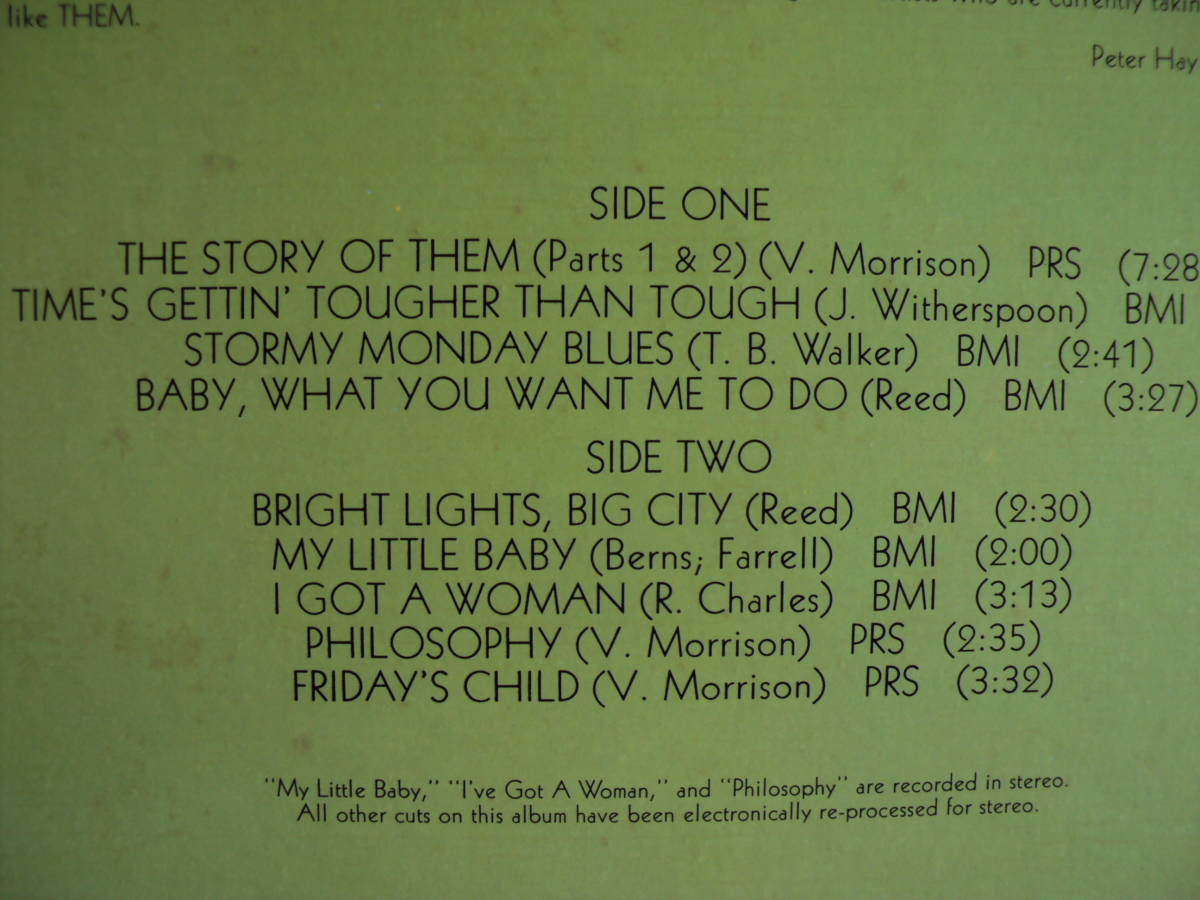 who are currently
like THEM.
Peter Hay
SIDE ONE
THE STORY OF THEM (Parts 1 & 2) (V. Morrison) PRS (7:28
TIME'S GETTIN' TOUGHER THAN TOUGH (J. Witherspoon) BMI
STORMY MONDAY BLUES (T. B. Walker) BMI (2:41)
BABY, WHAT YOU WANT ME TO DO (Reed) BMI (3:27)
SIDE TWO
BRIGHT LIGHTS, BIG CITY (Reed) BMI (2:30)
MY LITTLE BABY (Berns; Farrell) BMI (2:00)
I GOT A WOMAN (R. Charles) BMI (3:13)
PHILOSOPHY (V. Morrison) PRS (2:35)
FRIDAY'S CHILD (V. Morrison) PRS (3:32)
"My Little Baby," "I've Got A Woman," and "Philosophy" are recorded in stereo.
All other cuts on this album have been electronically re-processed for stereo.